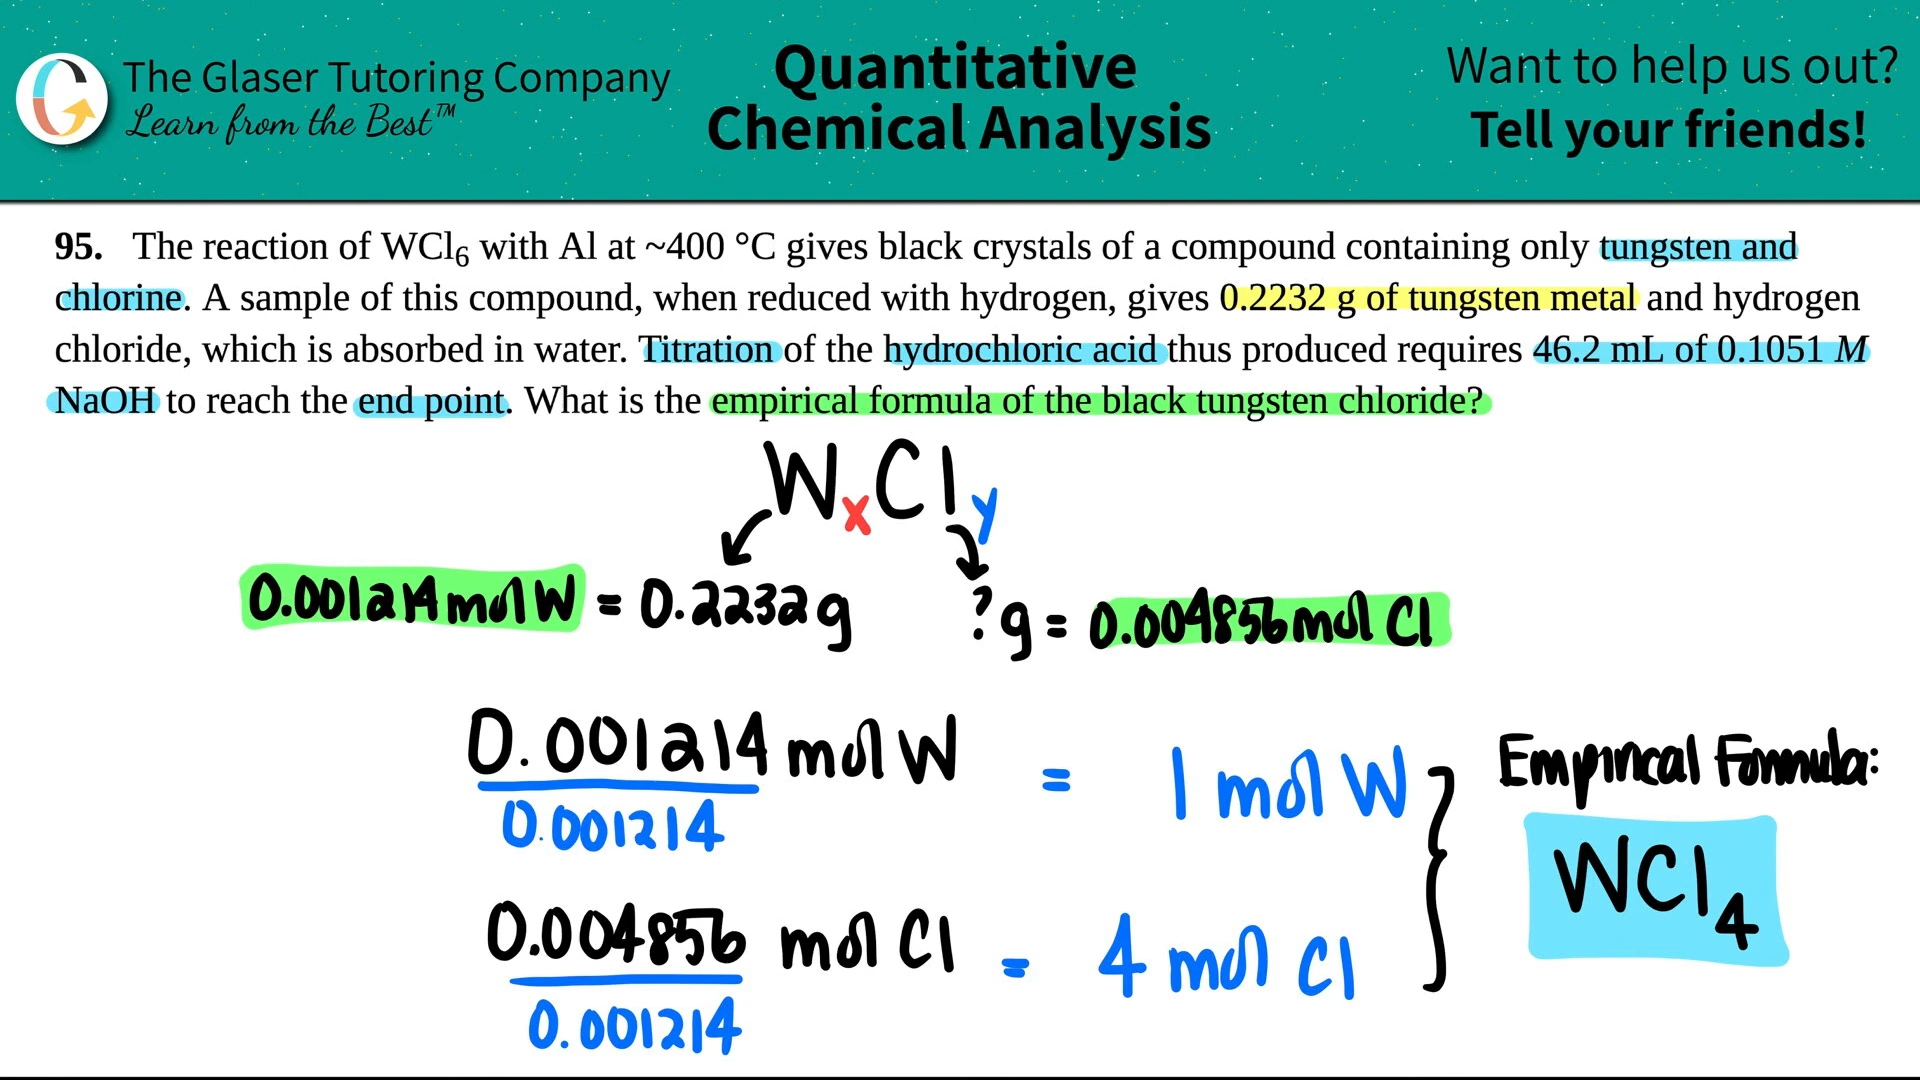 The Glaser Tutoring Company
Learn from the Best™
Quantitative
Chemical Analysis
Want to help us out?
Tell your friends!
95. The reaction of WCl₆ with Al at ~400 °C gives black crystals of a compound containing only tungsten and
chlorine. A sample of this compound, when reduced with hydrogen, gives 0.2232 g of tungsten metal and hydrogen
chloride, which is absorbed in water. Titration of the hydrochloric acid thus produced requires 46.2 mL of 0.1051 M
NaOH to reach the end point. What is the empirical formula of the black tungsten chloride?
WxCly
0.001214 mol W = 0.2232g
?g = 0.004856 mol Cl
0.001214 mol W = 1 mol W
0.001214
0.004856 mol Cl = 4 mol Cl
0.001214
Empirical Formula:
WCl₄